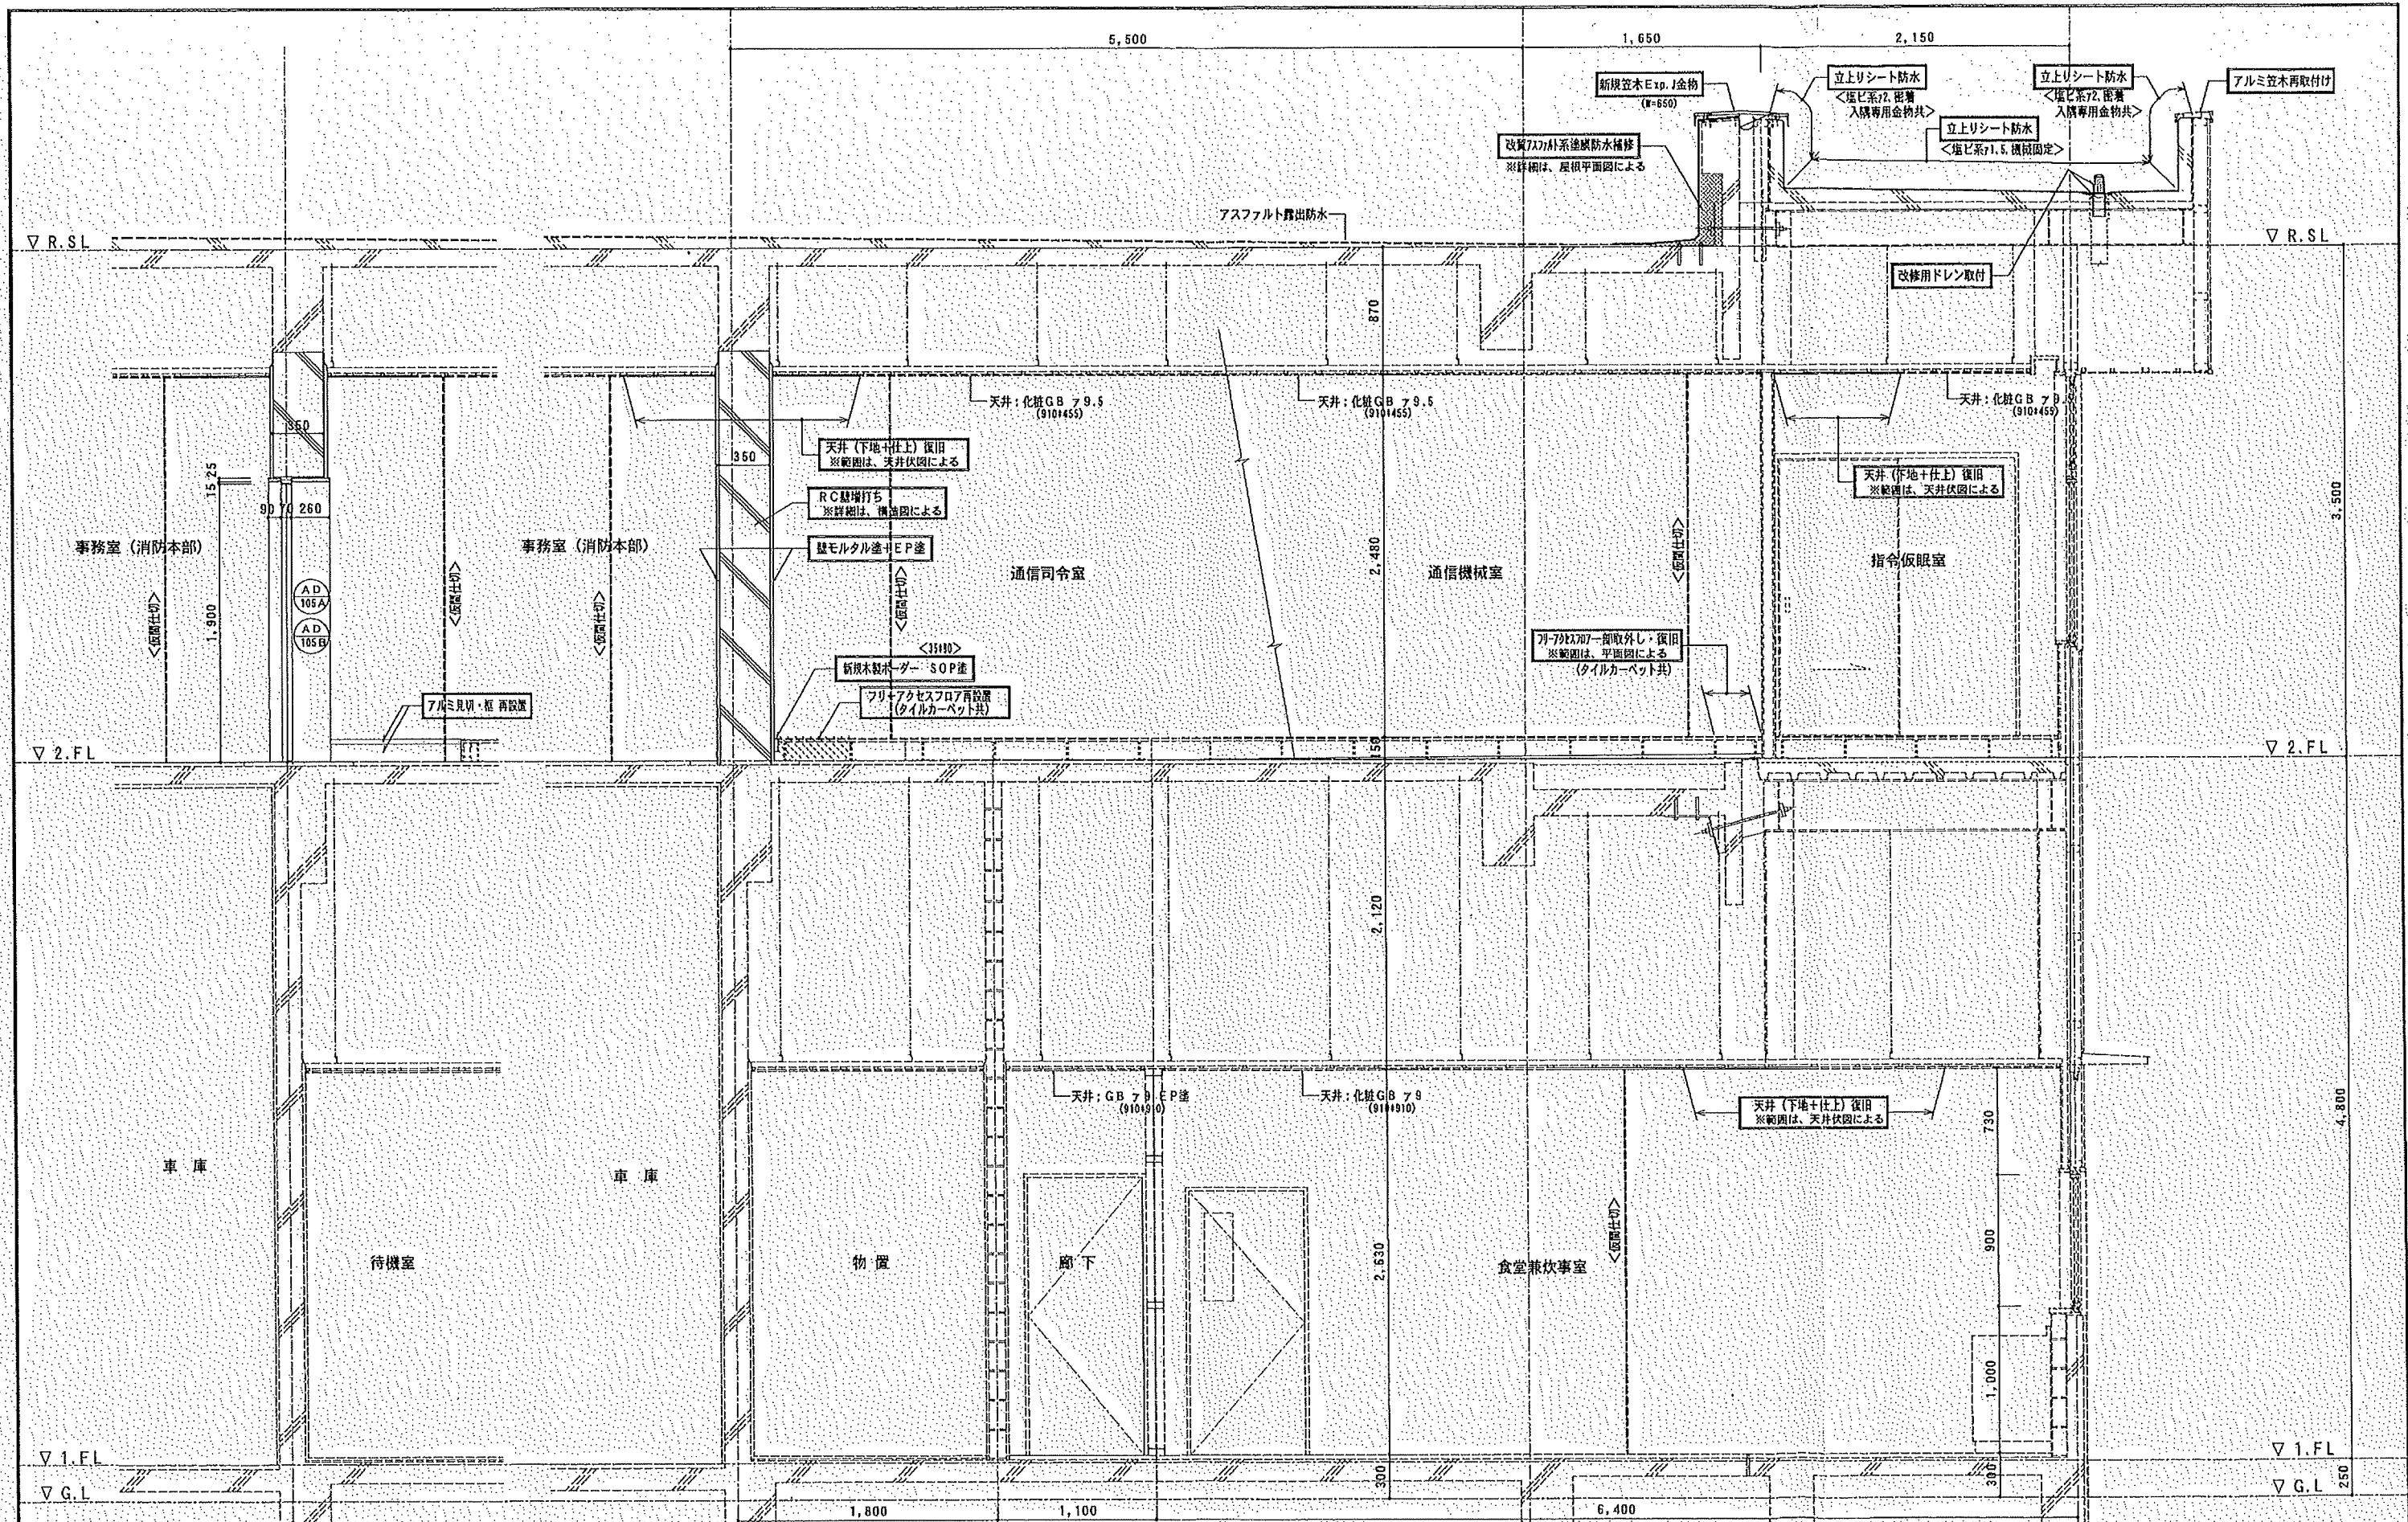 5,500
1,650
2,150
新規笠木Exp.J金物
(W=650)
立上りシート防水
<塩ビ系ｱ2,密着
入隅専用金物共>
立上りシート防水
<塩ビ系ｱ2,密着
入隅専用金物共>
アルミ笠木再取付け
改質ｱｽﾌｧﾙﾄ系塗膜防水補修
※詳細は、屋根平面図による
立上りシート防水
<塩ビ系ｱ1.5,機械固定>
アスファルト露出防水
▽ R.SL
▽ R.SL
改修用ドレン取付
870
天井：化粧GB ｱ9.5
(910*455)
天井：化粧GB ｱ9.5
(910*455)
天井：化粧GB ｱ9.
(910*455)
350
350
天井（下地＋仕上）復旧
※範囲は、天井伏図による
天井（下地＋仕上）復旧
※範囲は、天井伏図による
15 25
90 70 260
RC壁増打ち
※詳細は、構造図による
3,500
事務室（消防本部）
事務室（消防本部）
壁モルタル塗＋EP塗
2,480
通信司令室
通信機械室
指令仮眠室
<仮間仕切>
<仮間仕切>
<仮間仕切>
<仮間仕切>
<仮間仕切>
1,900
AD
105A
AD
105B
<35*90>
新規木製ボーダー SOP塗
フリーアクセスフロア再設置
(タイルカーペット共)
ﾌﾘｰｱｸｾｽﾌﾛｱ一部取外し・復旧
※範囲は、平面図による
(タイルカーペット共)
アルミ見切・框 再設置
▽ 2.FL
150
▽ 2.FL
2,120
天井：GB ｱ9 EP塗
(910*910)
天井：化粧GB ｱ9
(910*910)
天井（下地＋仕上）復旧
※範囲は、天井伏図による
730
4,800
車 庫
車 庫
待機室
物 置
廊 下
食堂兼炊事室
<仮間仕切>
2,630
900
1,000
▽ 1.FL
▽ 1.FL
300
300
250
▽ G.L
▽ G.L
1,800
1,100
6,400